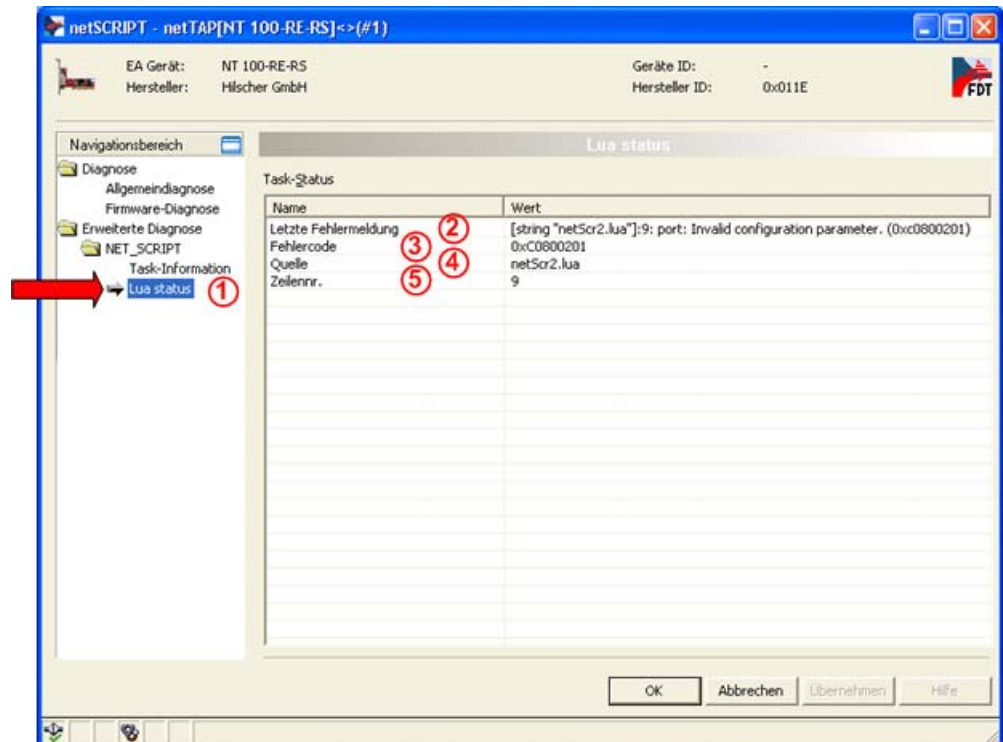 netSCRIPT - netTAP[NT 100-RE-RS]<>(#1)
EA Gerät: NT 100-RE-RS Geräte ID: -
Hersteller: Hilscher GmbH Hersteller ID: 0x011E
FDT
Navigationsbereich
Lua status
Diagnose
Allgemeindiagnose
Firmware-Diagnose
Erweiterte Diagnose
NET_SCRIPT
Task-Information
Lua status ①
Task-Status
Name Wert
Letzte Fehlermeldung ② [string "netScr2.lua"]:9: port: Invalid configuration parameter. (0xc0800201)
Fehlercode ③ 0xC0800201
Quelle ④ netScr2.lua
Zeilennr. ⑤ 9
OK Abbrechen Übernehmen Hilfe